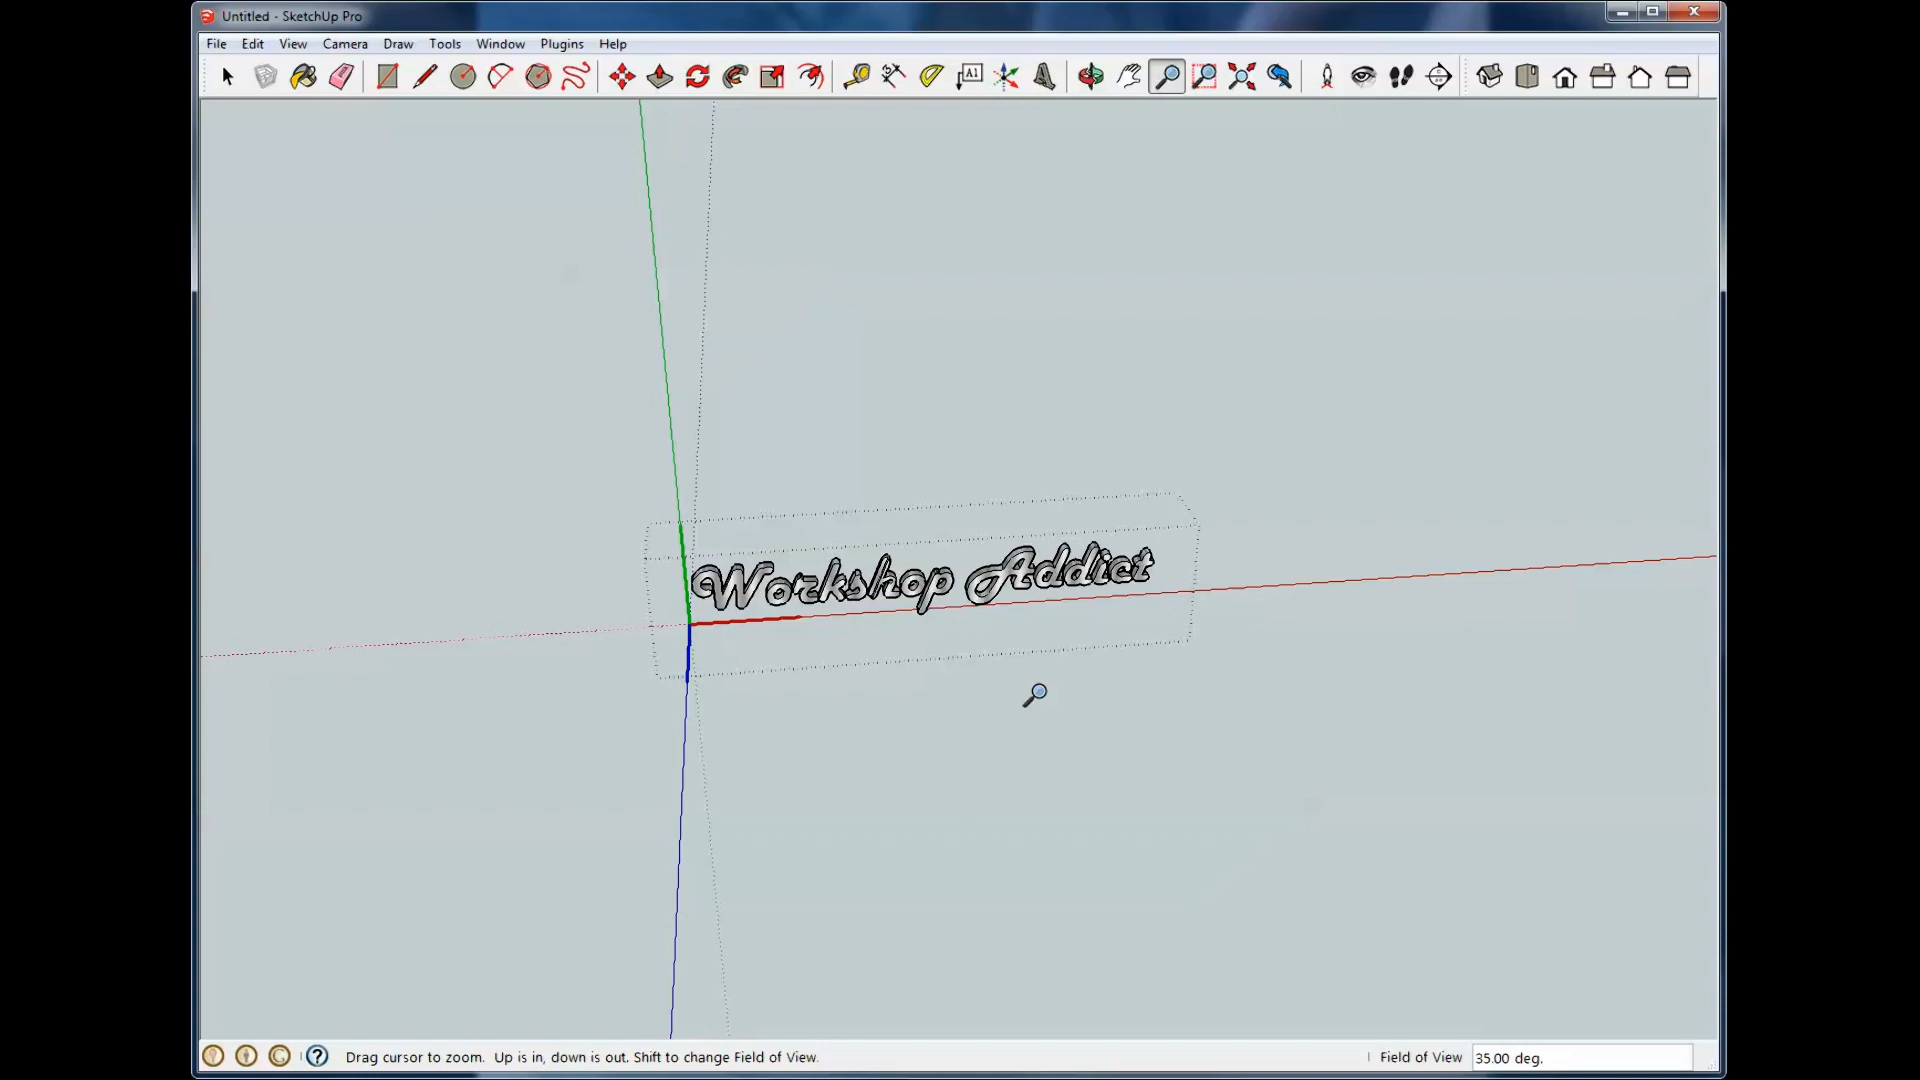 Untitled - SketchUp Pro
File Edit View Camera Draw Tools Window Plugins Help
A1
Workshop Addict
Drag cursor to zoom. Up is in, down is out. Shift to change Field of View.
Field of View 35.00 deg.